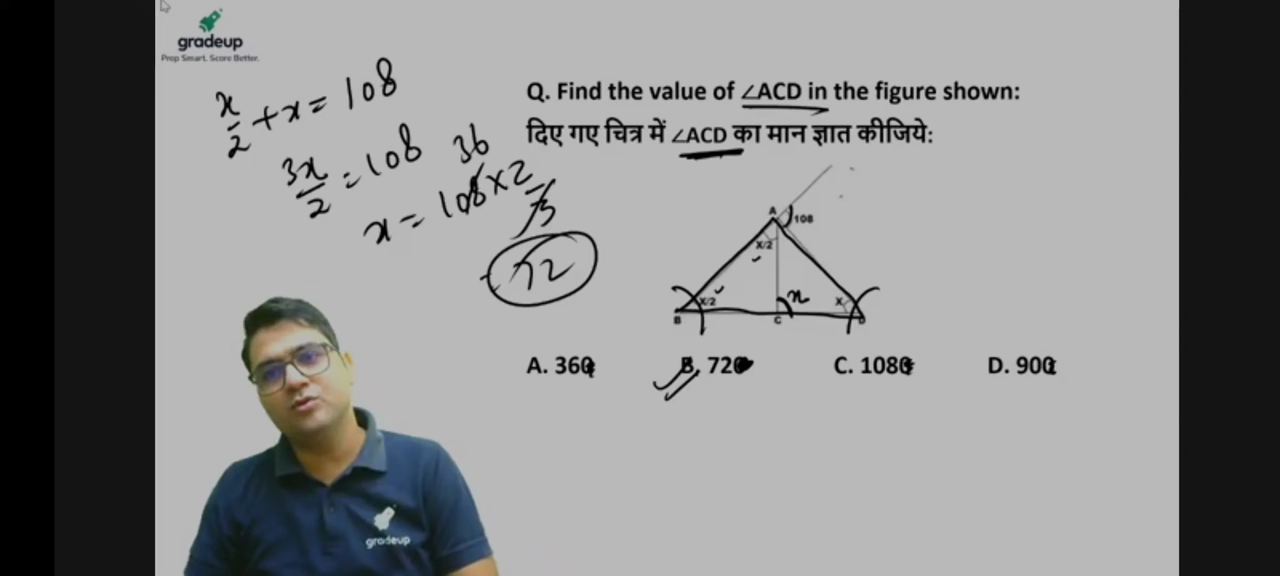 gradeup
Prep Smart. Score Better.
x/2 + x = 108
3x/2 = 108
36
x = 108 × 2/3
72
Q. Find the value of ∠ACD in the figure shown:
दिए गए चित्र में ∠ACD का मान ज्ञात कीजिये:
A
108
X/2
X/2
x
X
B
C
D
A. 360
B. 720
C. 1080
D. 900
gradeup